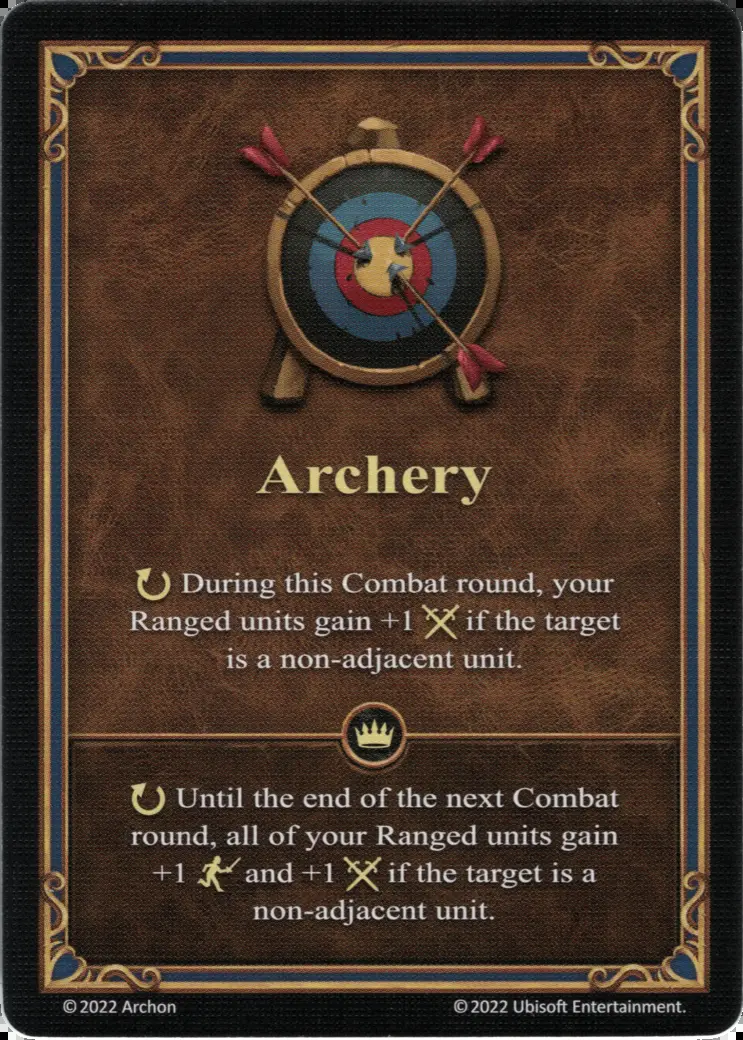 Archery
During this Combat round, your
Ranged units gain +1 if the target
is a non-adjacent unit.
Until the end of the next Combat
round, all of your Ranged units gain
+1 and +1 if the target is a
non-adjacent unit.
© 2022 Archon
© 2022 Ubisoft Entertainment.